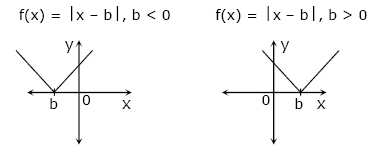 f(x) = |x – b|, b < 0
f(x) = |x – b|, b > 0
y
y
b 0 x
0 b x